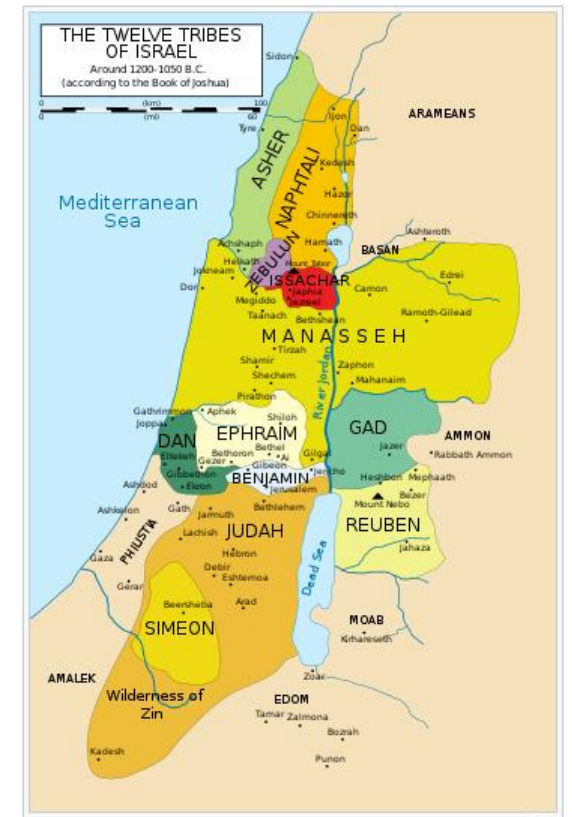 THE TWELVE TRIBES
OF ISRAEL
Around 1200-1050 B.C.
(according to the Book of Joshua)
0 (km) 100
0 (mi) 60
Sidon
ARAMEANS
Ijon
Tyre
Dan
ASHER
Kedesh
NAPHTALI
Hazor
Mediterranean
Sea
Chinnereth
Ashteroth
Achshaph
Hamath
BASAN
Helkath
ZEBULUN
Mount Tabor
Jokneam
ISSACHAR
Edrei
Dor
Japhia
Camon
Jezreel
Megiddo
Taanach
Bethshean
Ramoth-Gilead
MANASSEH
Tirzah
Shamir
Zaphon
Shechem
Mahanaim
River Jordan
Pirathon
Gathrimmon
Aphek
Joppa
Shiloh
GAD
DAN
EPHRAIM
AMMON
Eltekeh
Bethoron
Bethel
Jazer
Gezer
Ai
Gilgal
Rabbath Ammon
Gibeon
Gibbethon
Jericho
BENJAMIN
Heshbon
Mephaath
Ashdod
Ekron
Jerusalem
Bezer
Mount Nebo
Ashkelon
Gath
Jarmuth
Bethlehem
REUBEN
PHILISTIA
Lachish
JUDAH
Jahaza
Gaza
Hebron
Dead Sea
Debir
Eshtemoa
Gerar
Beersheba
Arad
SIMEON
MOAB
Kirhareseth
AMALEK
Zoar
Wilderness of
Zin
EDOM
Tamar
Zalmona
Bozrah
Kadesh
Punon